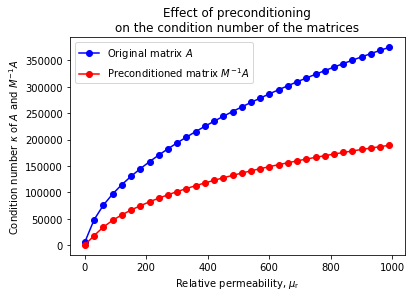 Effect of preconditioning
on the condition number of the matrices
Original matrix A
Preconditioned matrix M⁻¹A
Condition number κ of A and M⁻¹A
350000
300000
250000
200000
150000
100000
50000
0
0 200 400 600 800 1000
Relative permeability, μᵣ